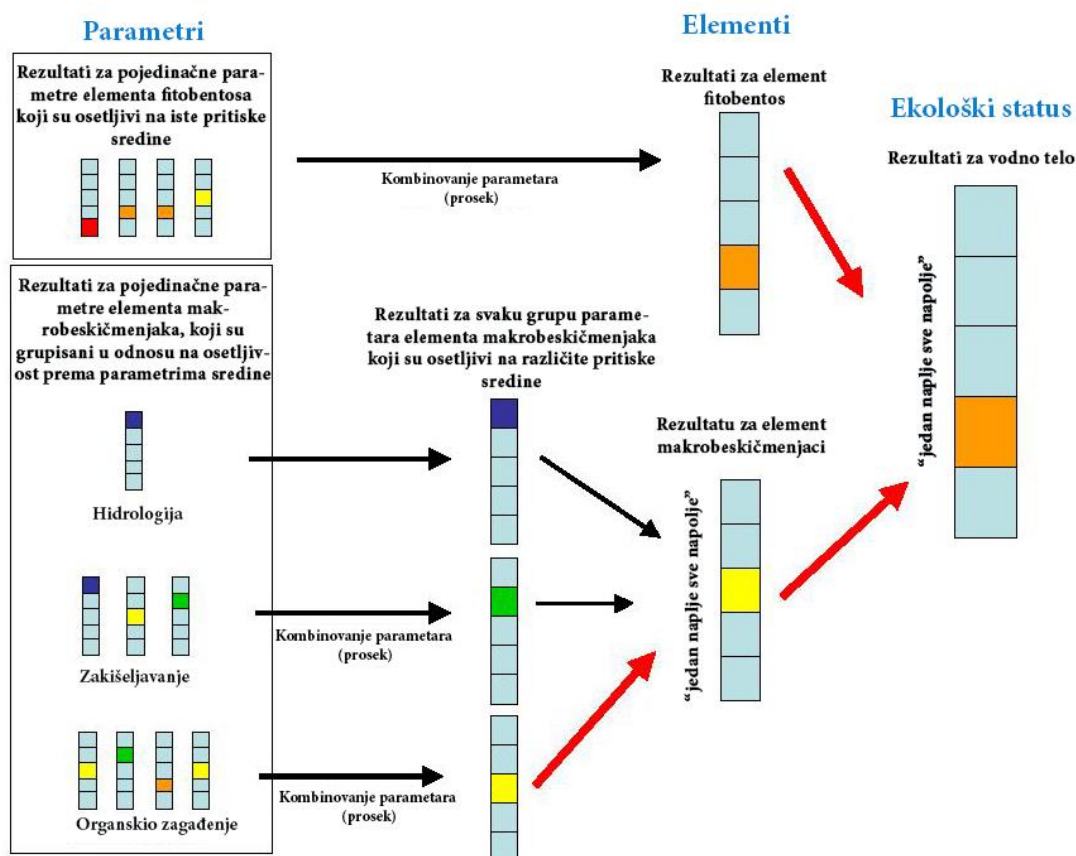 Parametri
Rezultati za pojedinačne para-
metre elementa fitobentosa
koji su osetljivi na iste pritiske
sredine
Kombinovanje parametara
(prosek)
Elementi
Rezultati za element
fitobentos
Ekološki status
Rezultati za vodno telo
"jedan naplje sve napolje"
Rezultati za pojedinačne para-
metre elementa mak-
robeskičmenjaka, koji su
grupisani u odnosu na osetljiv-
ost prema parametrima sredine
Hidrologija
Zakišeljavanje
Organskio zagađenje
Kombinovanje parametara
(prosek)
Kombinovanje parametara
(prosek)
Rezultati za svaku grupu parame-
tara elementa makrobeskičmenjaka
koji su osetljivi na različite pritiske
sredine
Rezultatu za element
makrobeskičmenjaci
"jedan naplje sve napolje"